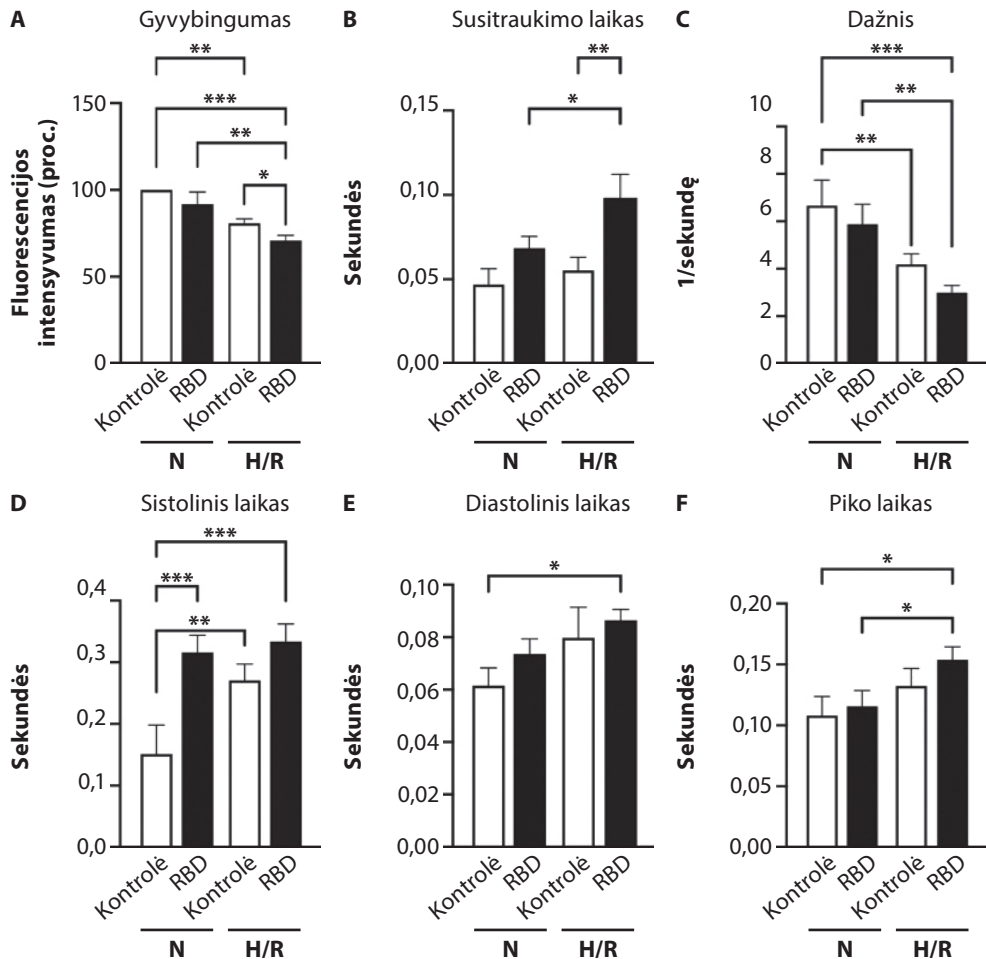 A Gyvybingumas
Fluorescencijos
intensyvumas (proc.)
150
100
50
0
**
***
**
*
Kontrolė RBD Kontrolė RBD
N H/R
B Susitraukimo laikas
Sekundės
0,15
0,10
0,05
0,00
**
*
Kontrolė RBD Kontrolė RBD
N H/R
C Dažnis
1/sekundę
10
8
6
4
2
0
***
**
**
Kontrolė RBD Kontrolė RBD
N H/R
D Sistolinis laikas
Sekundės
0,4
0,3
0,2
0,1
0,0
***
***
**
Kontrolė RBD Kontrolė RBD
N H/R
E Diastolinis laikas
Sekundės
0,10
0,08
0,06
0,04
0,02
0,00
*
Kontrolė RBD Kontrolė RBD
N H/R
F Piko laikas
Sekundės
0,20
0,15
0,10
0,05
0,00
*
*
Kontrolė RBD Kontrolė RBD
N H/R